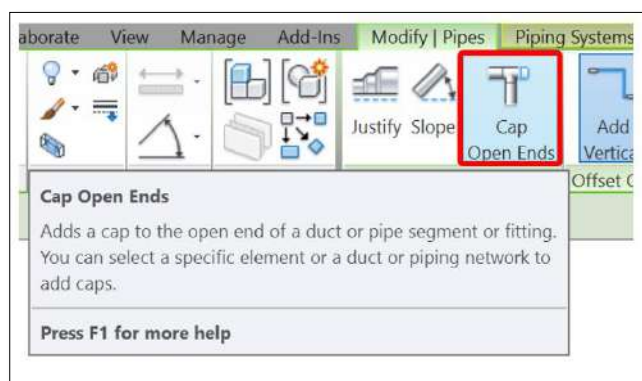 aborate View Manage Add-Ins Modify | Pipes Piping Systems
Justify Slope Cap Open Ends Add Vertica
Offset C
Cap Open Ends
Adds a cap to the open end of a duct or pipe segment or fitting.
You can select a specific element or a duct or piping network to
add caps.
Press F1 for more help